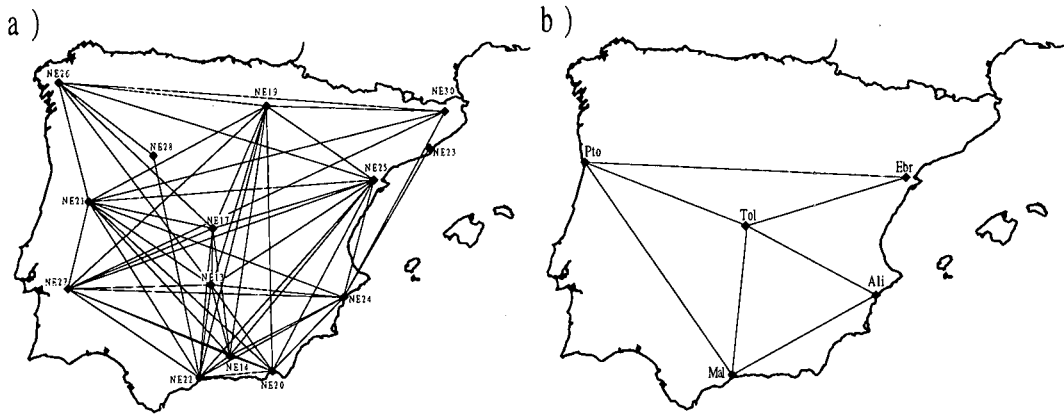 a )
NE26
NE19
NE30
NE23
NE28
NE25
NE21
NE17
NE13
NE27
NE24
NE14
NE22
NE20
b )
Pto
Ebr
Tol
Ali
Mal